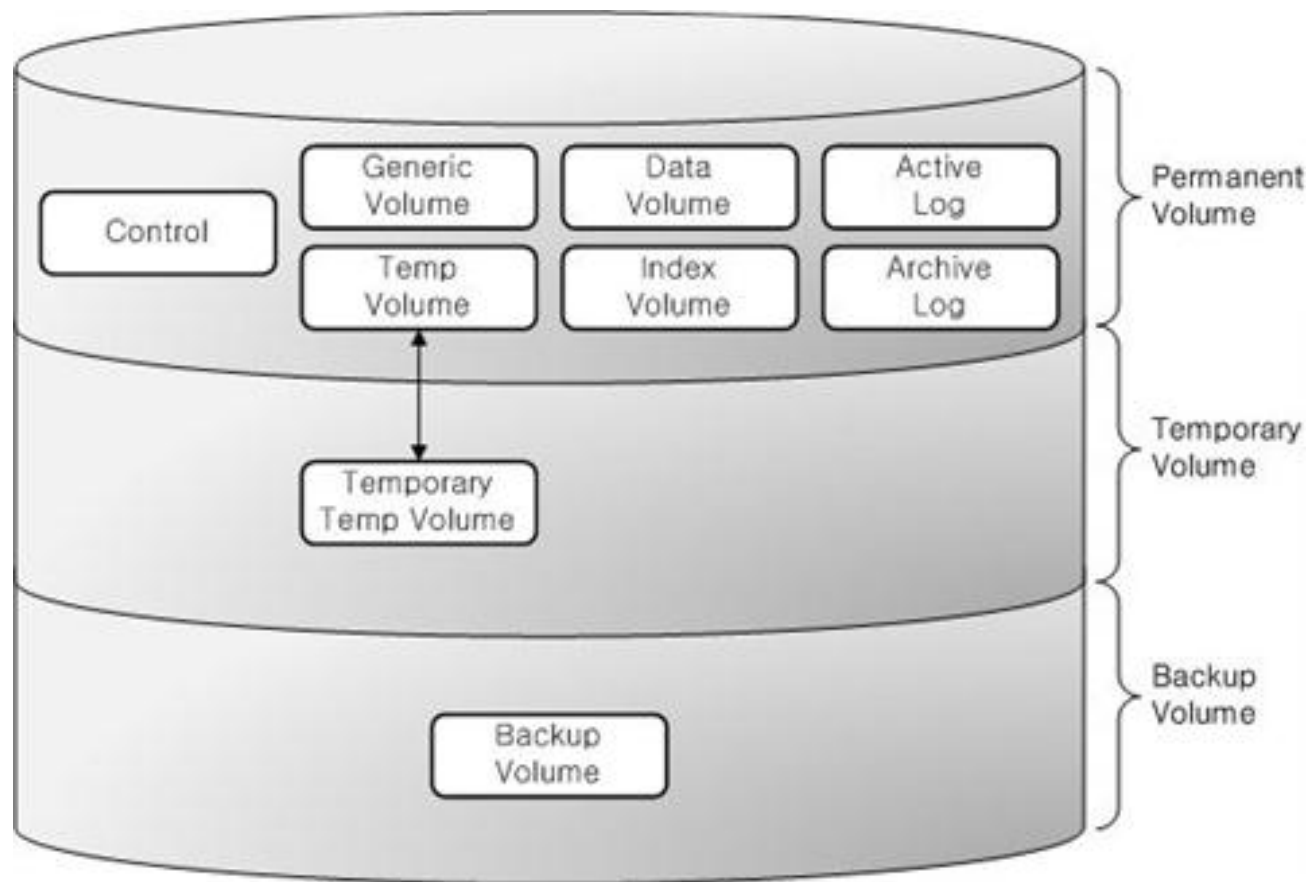 Generic
Volume
Data
Volume
Active
Log
Control
Temp
Volume
Index
Volume
Archive
Log
Permanent
Volume
Temporary
Temp Volume
Temporary
Volume
Backup
Volume
Backup
Volume